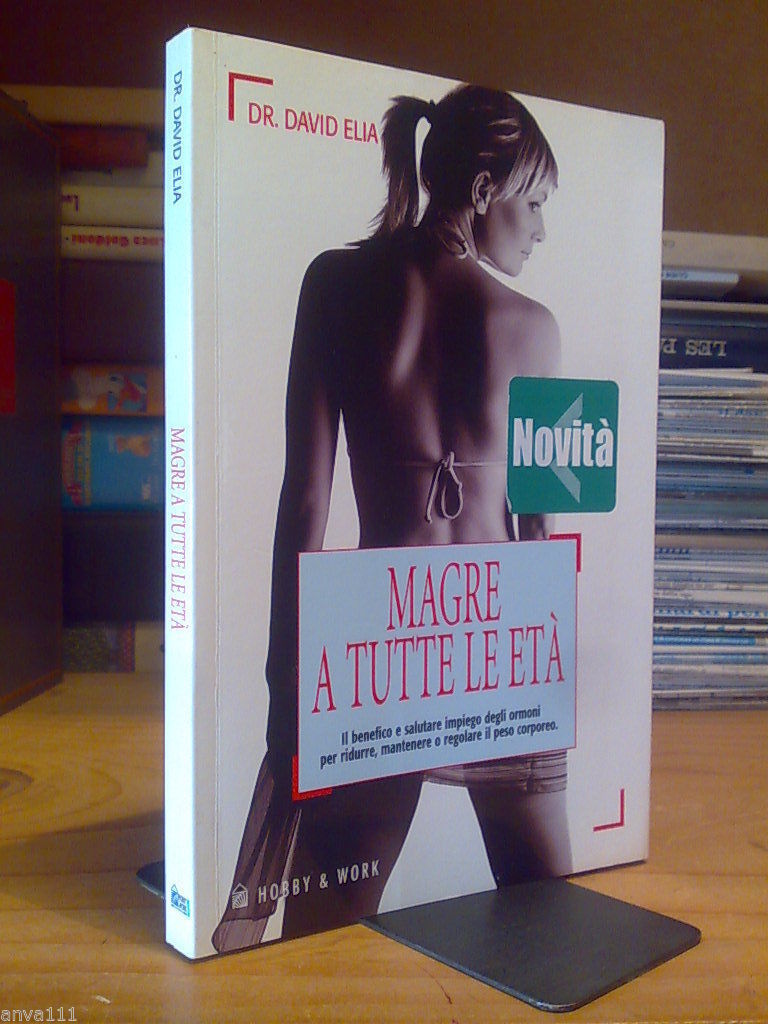 DR. DAVID ELIA
MAGRE A TUTTE LE ETÀ
DR. DAVID ELIA
Novità
MAGRE
A TUTTE LE ETÀ
Il benefico e salutare impiego degli ormoni
per ridurre, mantenere o regolare il peso corporeo.
HOBBY & WORK
LES
anva111